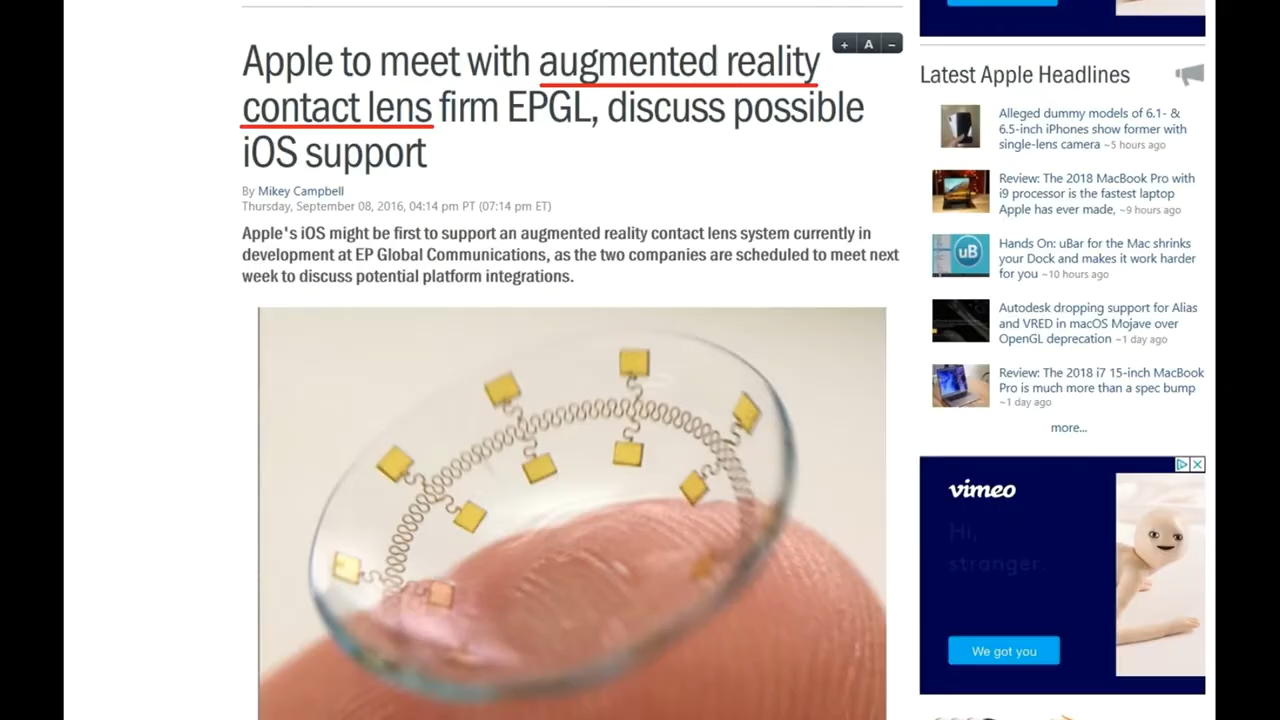 + A −
Apple to meet with augmented reality
contact lens firm EPGL, discuss possible
iOS support
By Mikey Campbell
Thursday, September 08, 2016, 04:14 pm PT (07:14 pm ET)
Apple's iOS might be first to support an augmented reality contact lens system currently in
development at EP Global Communications, as the two companies are scheduled to meet next
week to discuss potential platform integrations.
Latest Apple Headlines
Alleged dummy models of 6.1- &
6.5-inch iPhones show former with
single-lens camera ~5 hours ago
Review: The 2018 MacBook Pro with
i9 processor is the fastest laptop
Apple has ever made, ~9 hours ago
uB
Hands On: uBar for the Mac shrinks
your Dock and makes it work harder
for you ~10 hours ago
Autodesk dropping support for Alias
and VRED in macOS Mojave over
OpenGL deprecation ~1 day ago
Review: The 2018 i7 15-inch MacBook
Pro is much more than a spec bump
~1 day ago
more...
vimeo
Hi,
stranger.
We got you